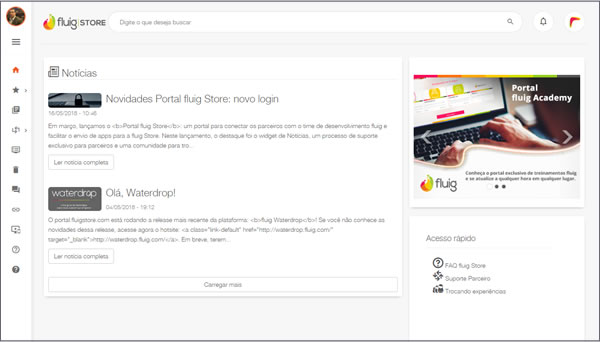 fluig STORE
Digite o que deseja buscar
Notícias
Novidades Portal fluig Store: novo login
16/05/2018 - 10:46
Em março, lançamos o <b>Portal fluig Store</b>: um portal para conectar os parceiros com o time de desenvolvimento fluig e
facilitar o envio de apps para a fluig Store. Neste lançamento, o destaque foi o widget de Notícias, um processo de suporte
exclusivo para parceiros e uma comunidade para tro...
Ler notícia completa
waterdrop
Olá, Waterdrop!
04/05/2018 - 19:12
O portal fluigstore.com está rodando a release mais recente da plataforma: <b>fluig Waterdrop</b>! Se você não conhece as
novidades dessa release, acesse agora o hotsite: <a class="link-default" href="http://waterdrop.fluig.com/"
target="_blank">http://waterdrop.fluig.com/</a>. Em breve, terem...
Ler notícia completa
Carregar mais
Portal
fluig Academy
Conheça o portal exclusivo de treinamentos fluig
e se atualize a qualquer hora em qualquer lugar.
fluig
Acesso rápido
FAQ fluig Store
Suporte Parceiro
Trocando experiências